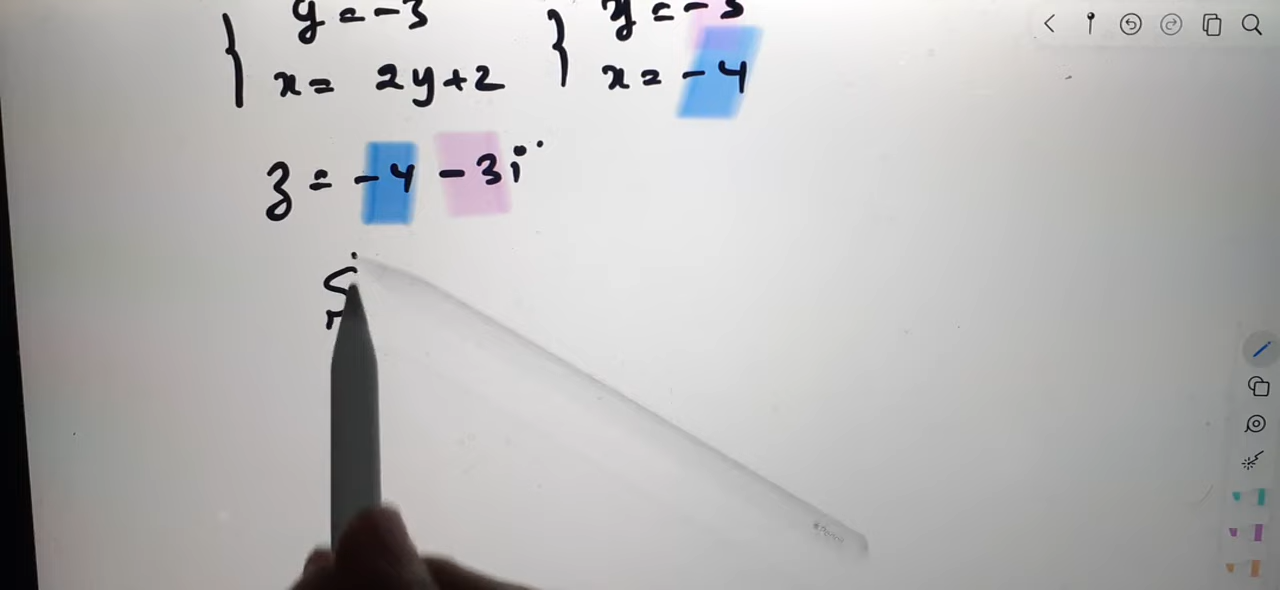 { y = -3 } y = -3
{ x = 2y+2 } x = -4
z = -4 -3i